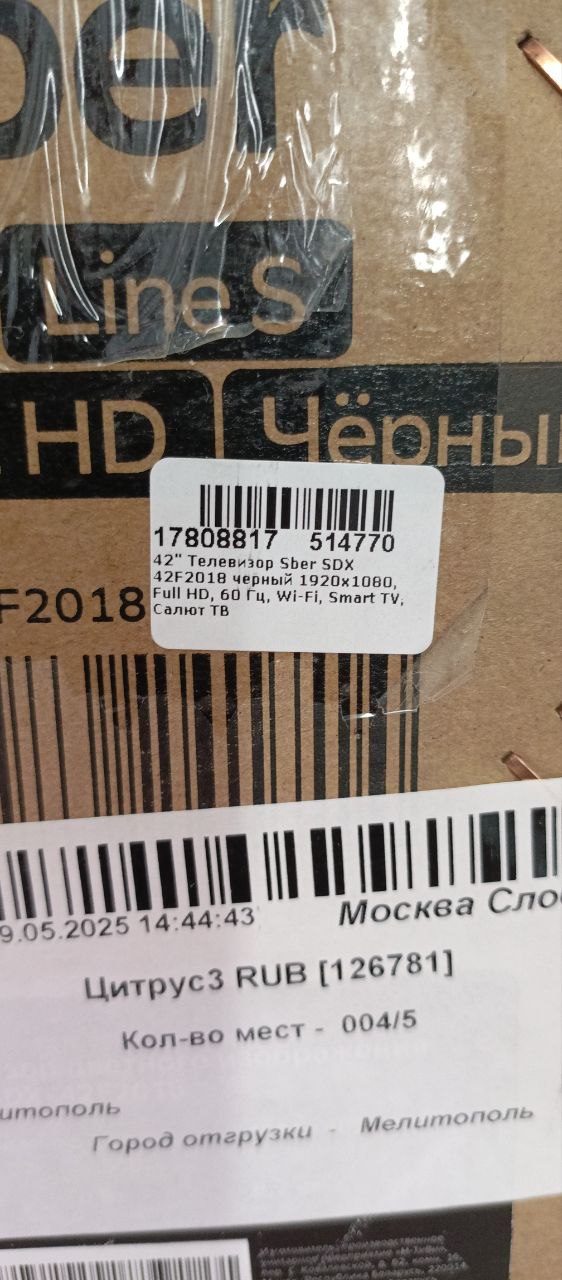 ber
Line S
HD Чёрны
17808817 514770
42" Телевизор Sber SDX
42F2018 черный 1920x1080,
Full HD, 60 Гц, Wi-Fi, Smart TV,
Салют ТВ
F2018
9.05.2025 14:44:43 Москва Сло
Цитрус3 RUB [126781]
Кол-во мест - 004/5
итополь
Город отгрузки - Мелитополь